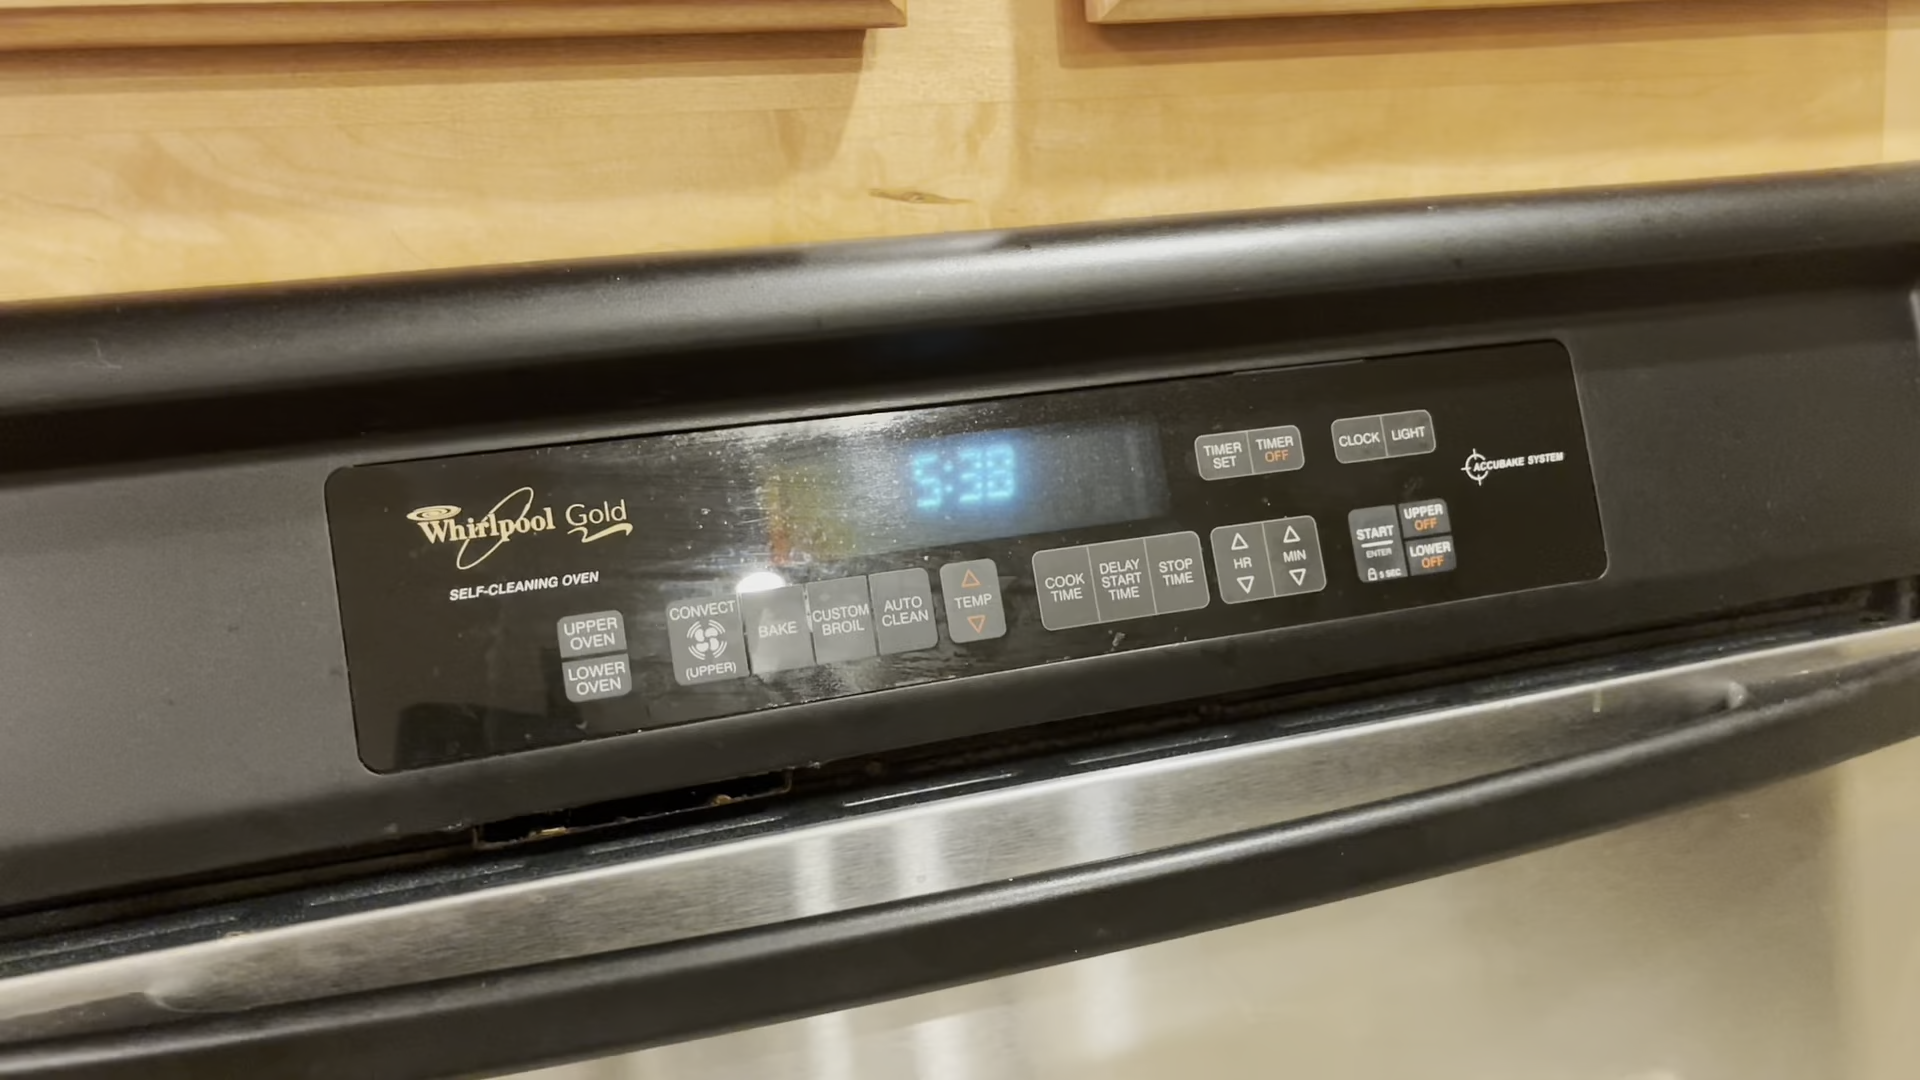 Whirlpool Gold
SELF-CLEANING OVEN
5:38
TIMER SET
TIMER OFF
CLOCK
LIGHT
ACCUBAKE SYSTEM
UPPER OVEN
LOWER OVEN
CONVECT
(UPPER)
BAKE
CUSTOM BROIL
AUTO CLEAN
TEMP
COOK TIME
DELAY START TIME
STOP TIME
HR
MIN
START
ENTER
5 SEC
UPPER OFF
LOWER OFF